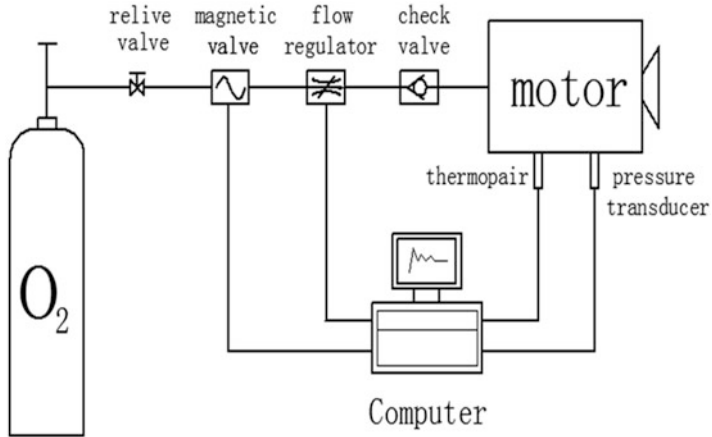 relive
valve
magnetic
valve
flow
regulator
check
valve
motor
thermopair
pressure
transducer
O₂
Computer